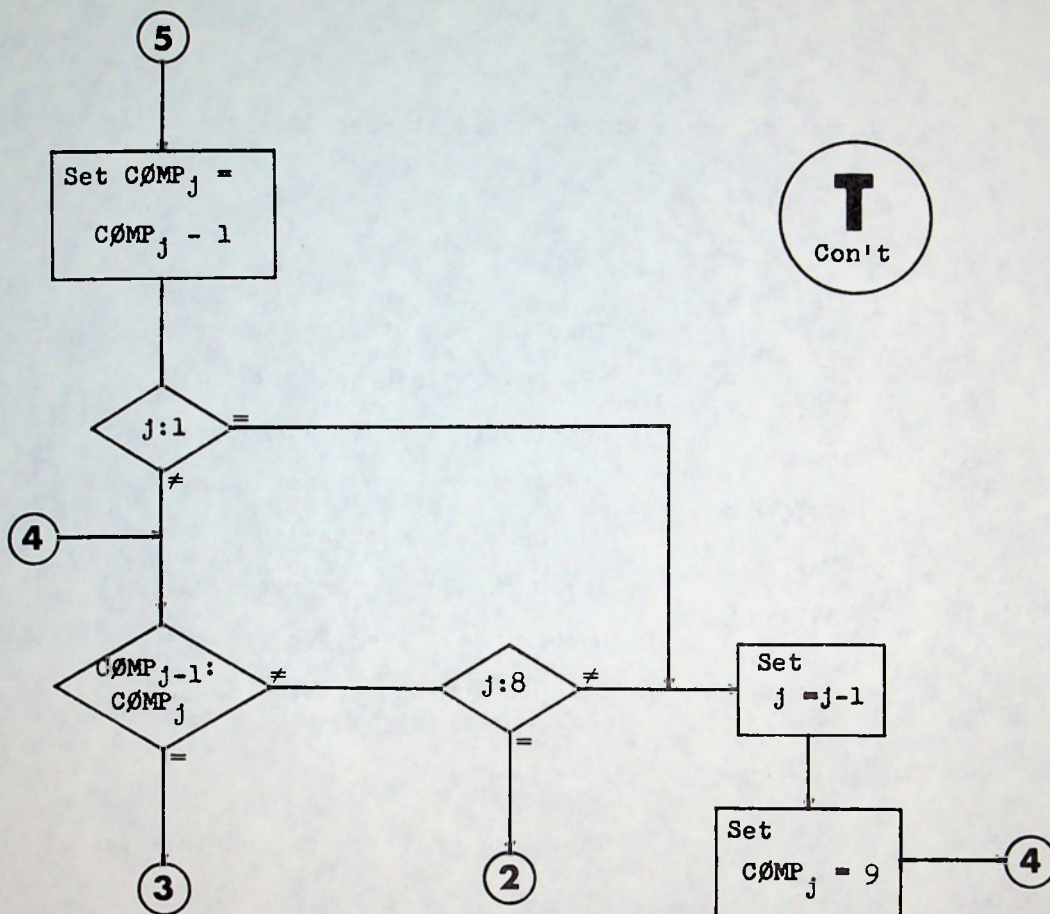 5
Set CØMPj =
CØMPj - 1
T
Con't
j:1
=
≠
4
CØMPj-1:
CØMPj
≠
=
j:8
≠
=
Set
j =j-1
Set
CØMPj = 9
4
3
2